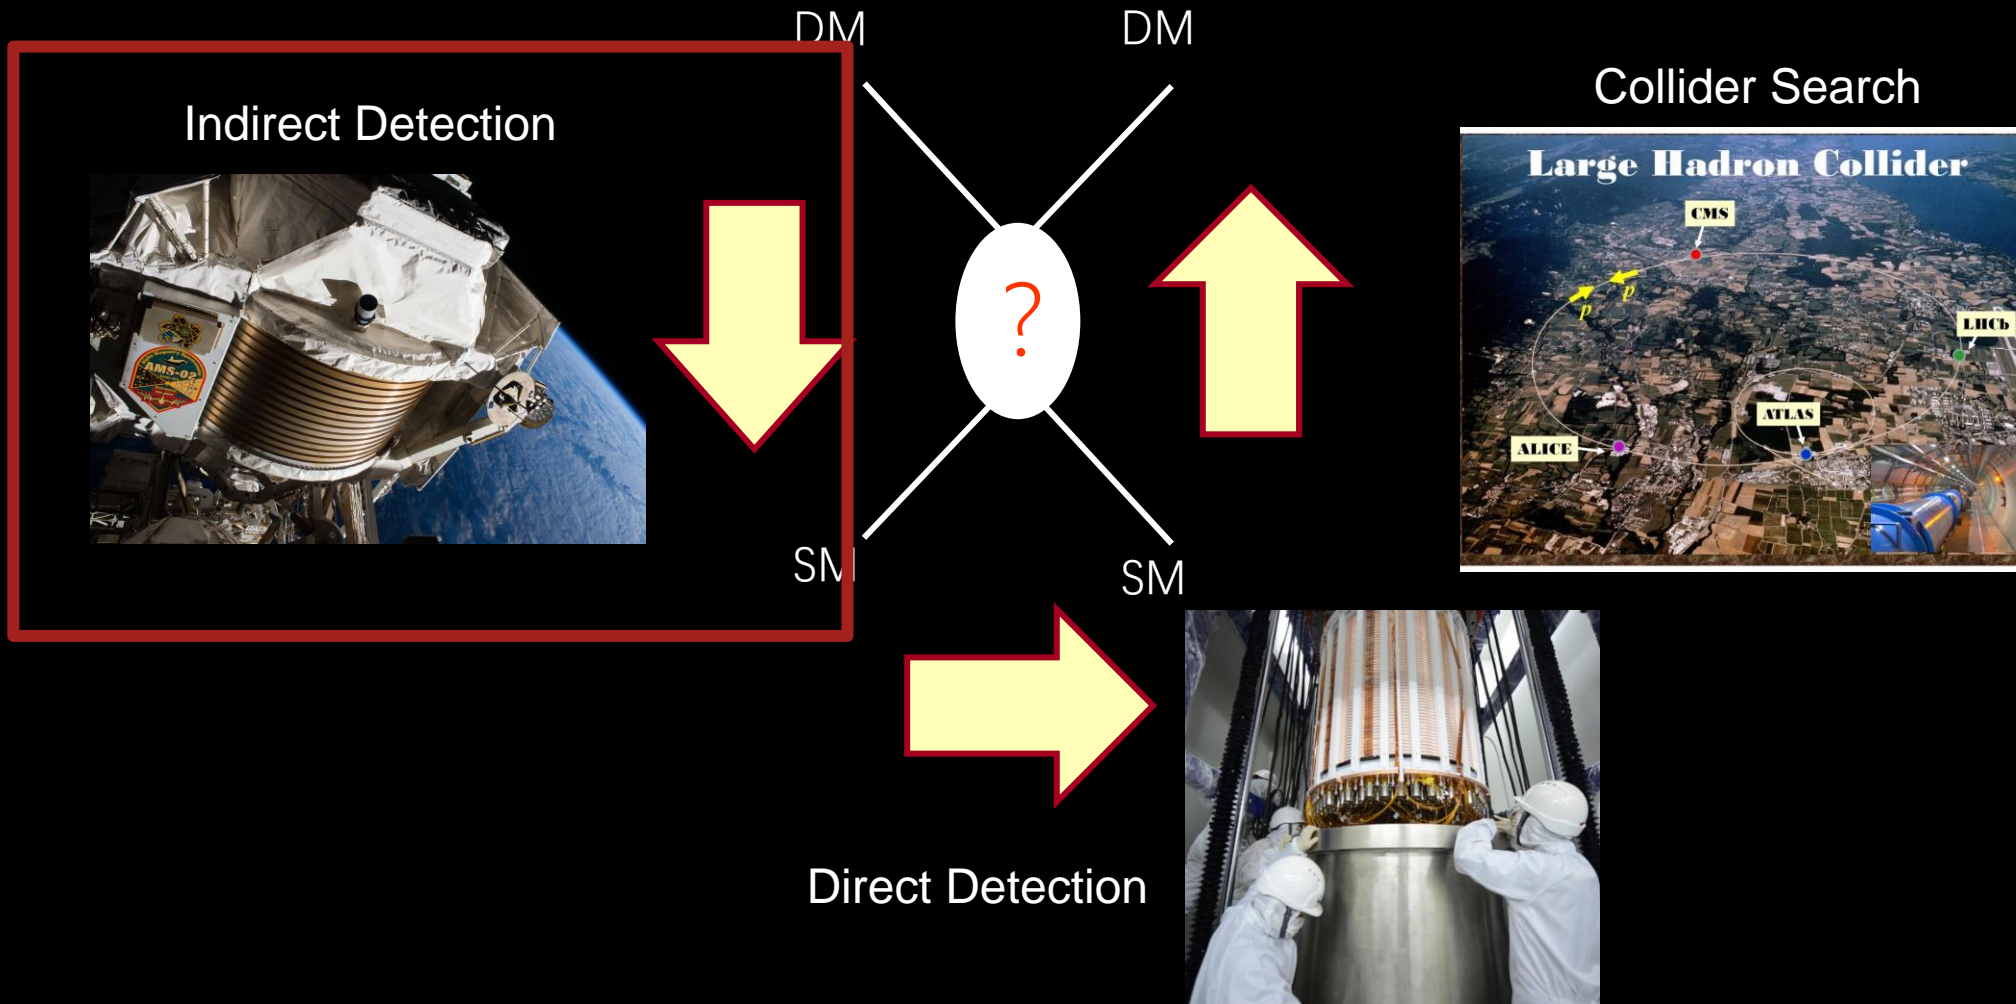 DM
DM
Indirect Detection
Collider Search
Large Hadron Collider
CMS
p
p
LHCb
?
AMS-02
ATLAS
ALICE
SM
SM
Direct Detection